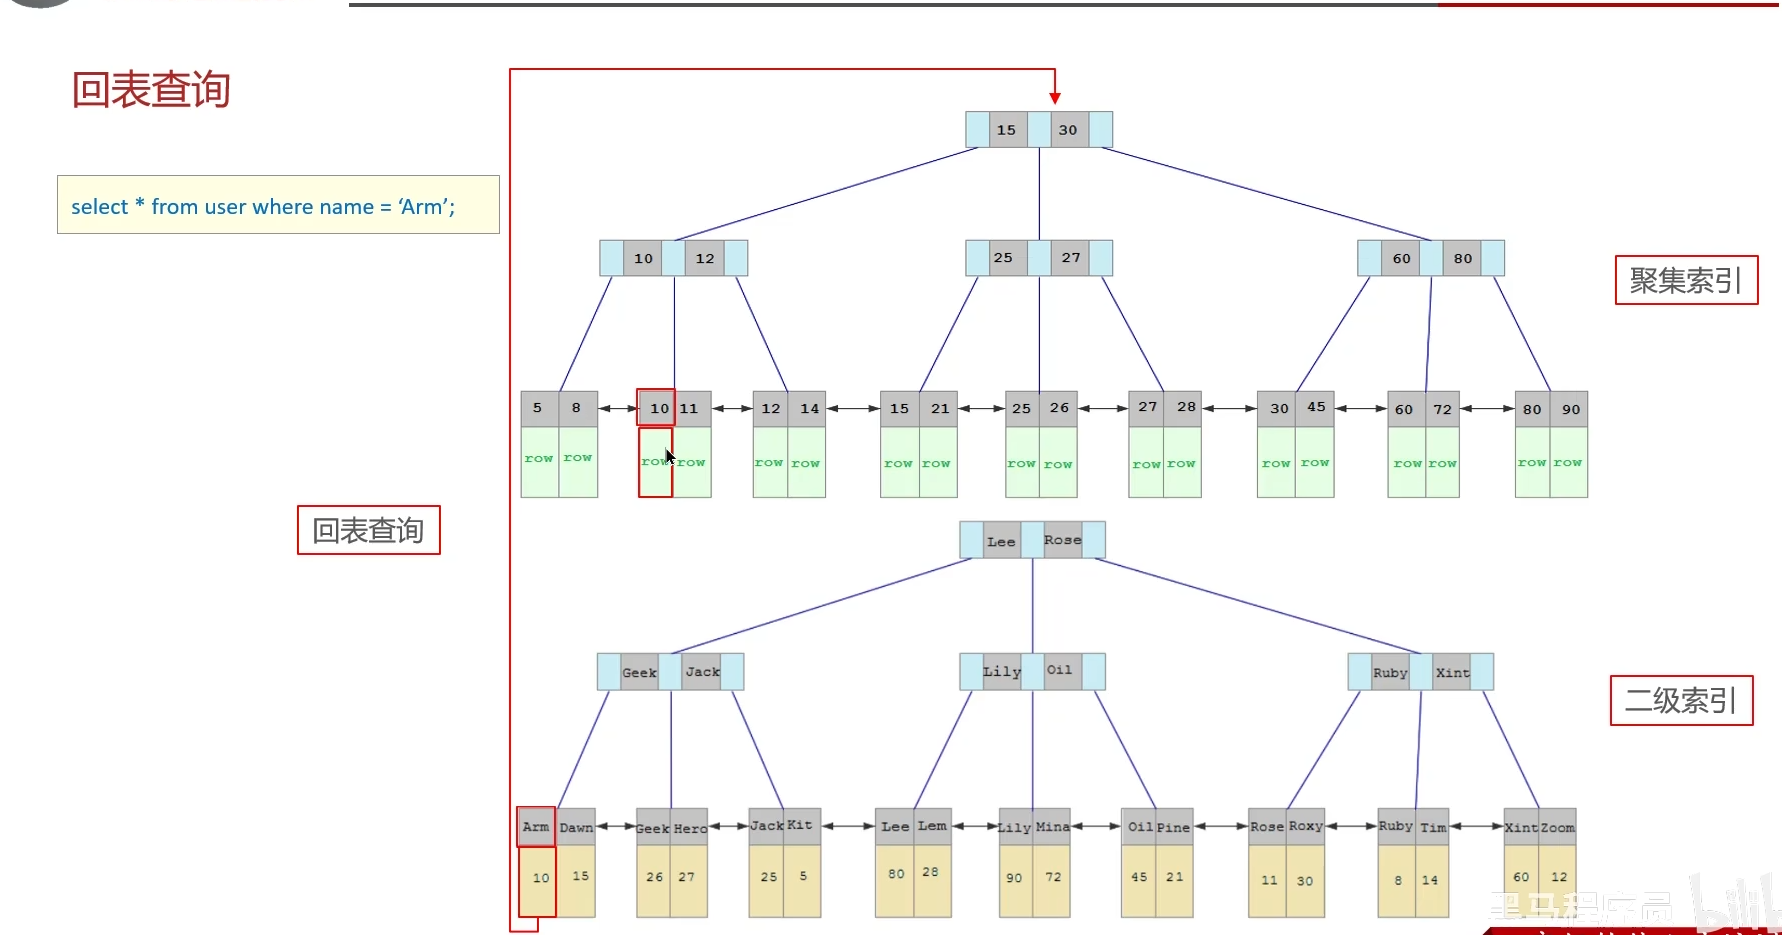 回表查询
select * from user where name = ‘Arm’;
15 30
10 12
25 27
60 80
聚集索引
5 8 10 11 12 14 15 21 25 26 27 28 30 45 60 72 80 90
row row row row row row row row row row row row row row row row row row
回表查询
Lee Rose
Geek Jack
Lily Oil
Ruby Xint
二级索引
Arm Dawn Geek Hero Jack Kit Lee Lem Lily Mina Oil Pine Rose Roxy Ruby Tim Xint Zoom
10 15 26 27 25 5 80 28 90 72 45 21 11 30 8 14 60 12
黑马程序员